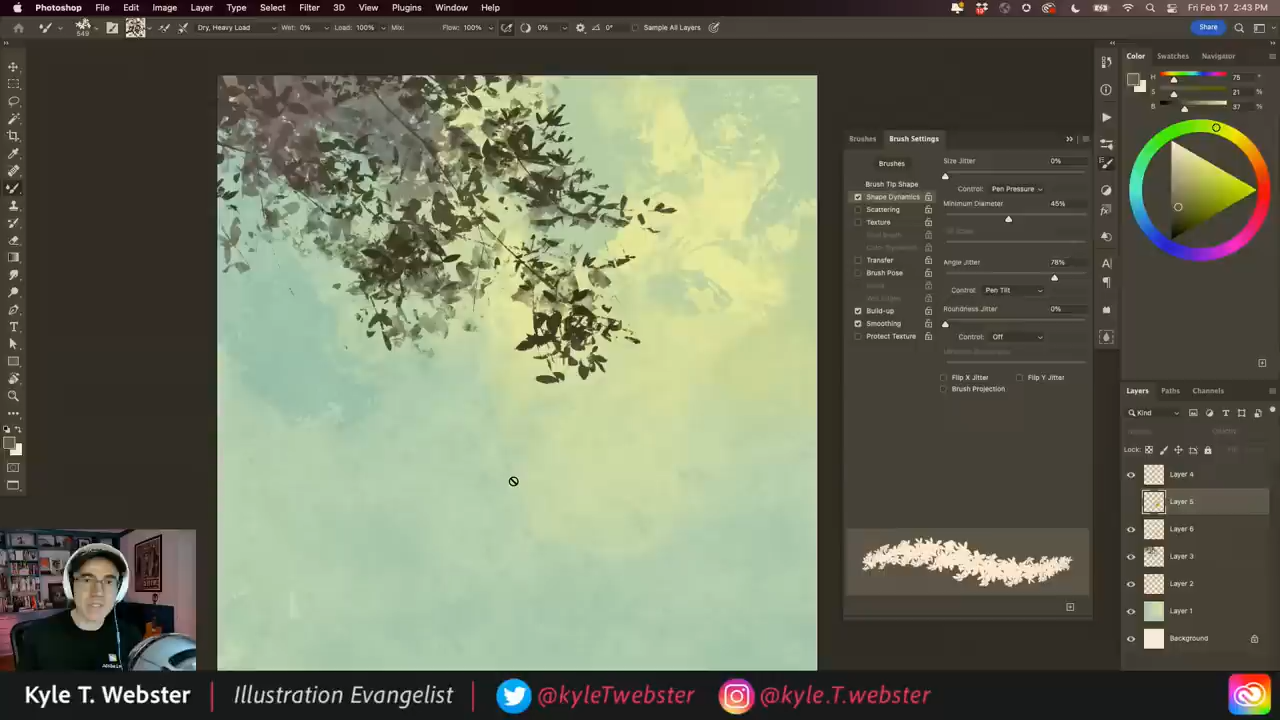 Photoshop File Edit Image Layer Type Select Filter 3D View Plugins Window Help Fri Feb 17 2:43 PM
549 Dry, Heavy Load Wet: 0% Load: 100% Mix: Flow: 100% 0% 0° Sample All Layers Share
Color Swatches Navigator
H 75 °
S 21 %
B 37 %
Brushes Brush Settings
Brushes
Size Jitter 0%
Brush Tip Shape
Control: Pen Pressure
Shape Dynamics
Minimum Diameter 45%
Scattering
Texture
Transfer
Angle Jitter 78%
Brush Pose
Control: Pen Tilt
Build-up
Roundness Jitter 0%
Smoothing
Protect Texture
Control: Off
Flip X Jitter Flip Y Jitter
Brush Projection
Layers Paths Channels
Kind
Lock:
Layer 4
Layer 5
Layer 6
Layer 3
Layer 2
Layer 1
Background
Kyle T. Webster | Illustration Evangelist | @kyleTwebster @kyle.T.webster